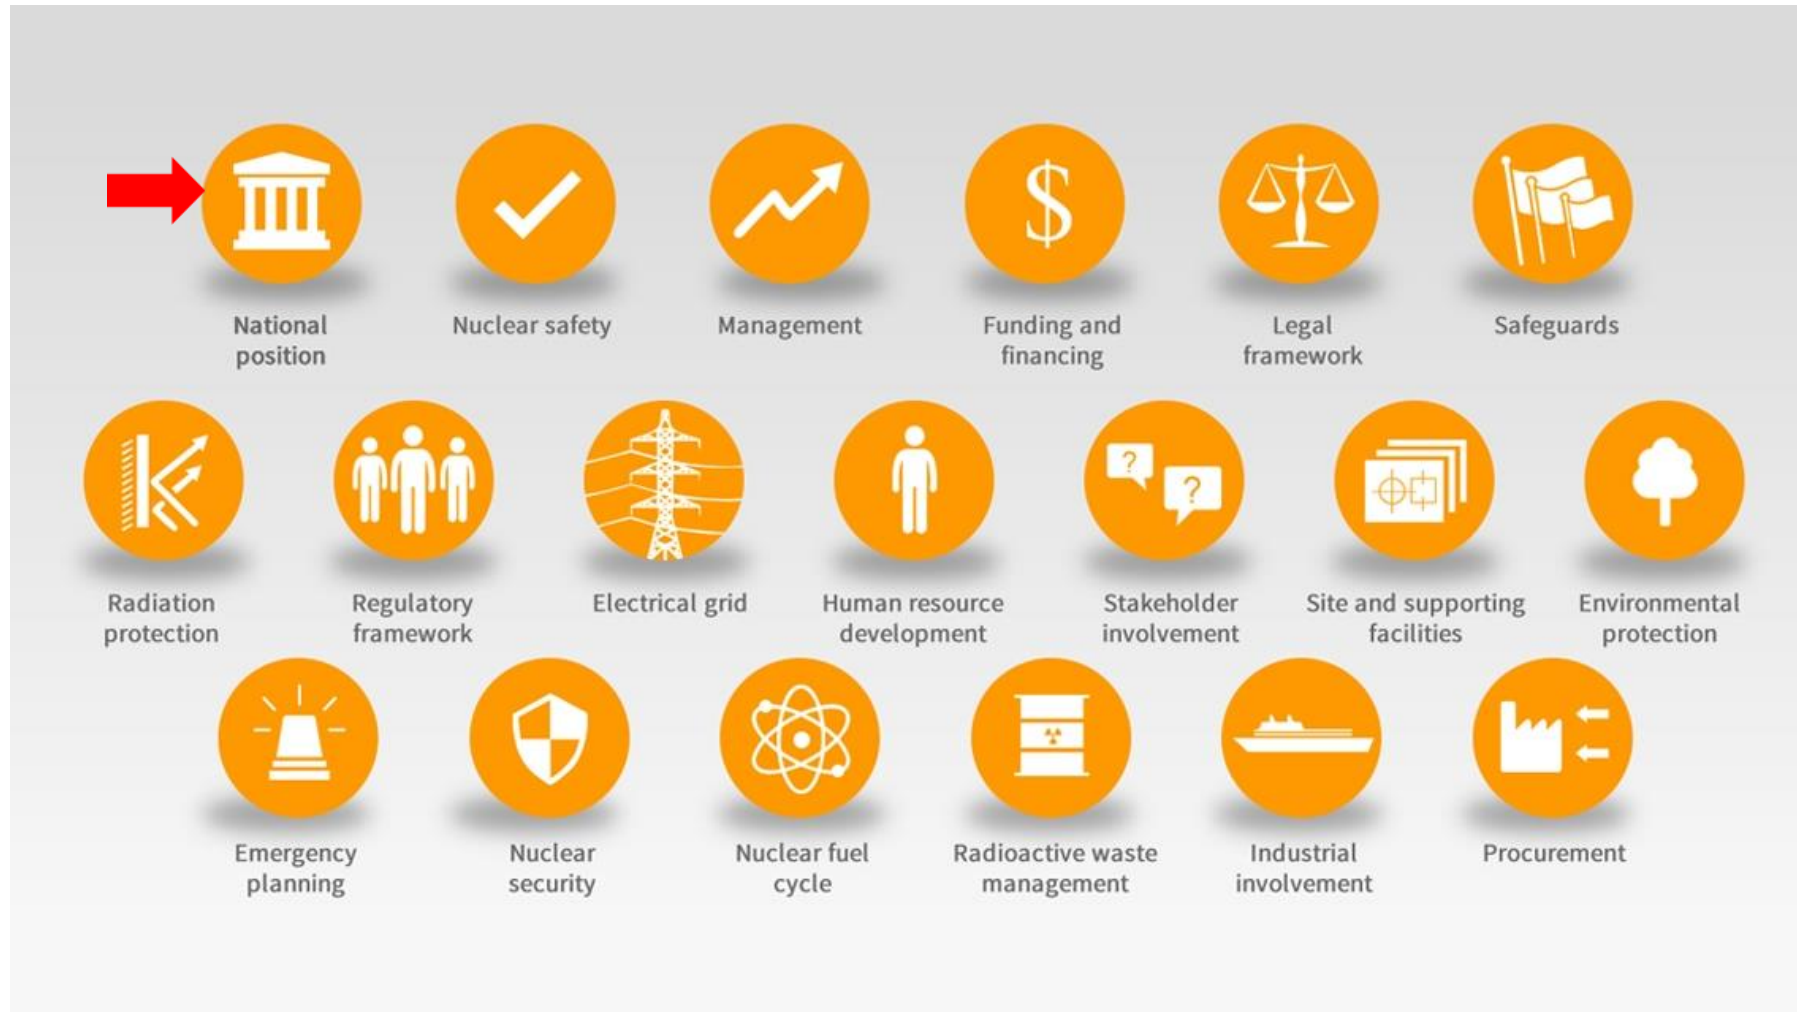 National
position
Nuclear safety
Management
$
Funding and
financing
Legal
framework
Safeguards
Radiation
protection
Regulatory
framework
Electrical grid
Human resource
development
?
?
Stakeholder
involvement
Site and supporting
facilities
Environmental
protection
Emergency
planning
Nuclear
security
Nuclear fuel
cycle
Radioactive waste
management
Industrial
involvement
Procurement